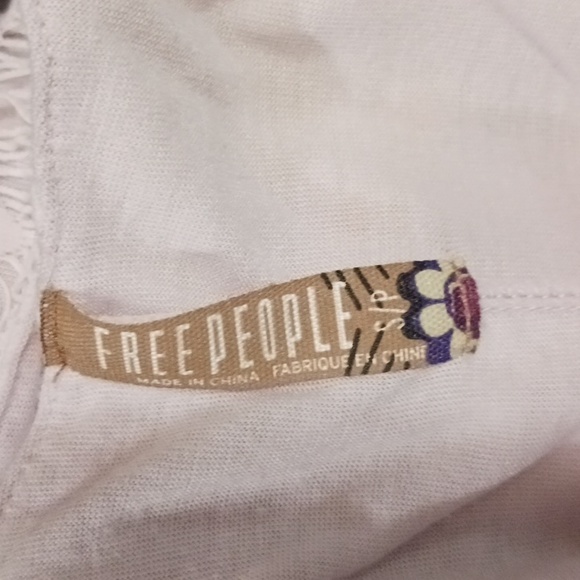 FREE PEOPLE S/P
MADE IN CHINA FABRIQUE EN CHINE